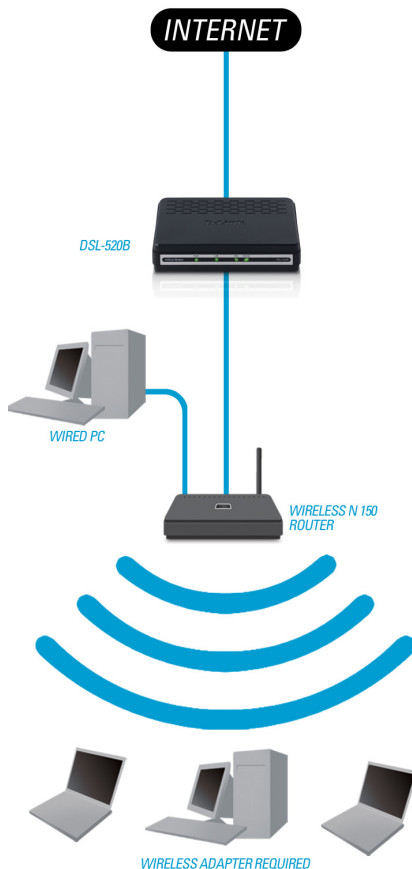 INTERNET
DSL-520B
WIRED PC
WIRELESS N 150
ROUTER
WIRELESS ADAPTER REQUIRED